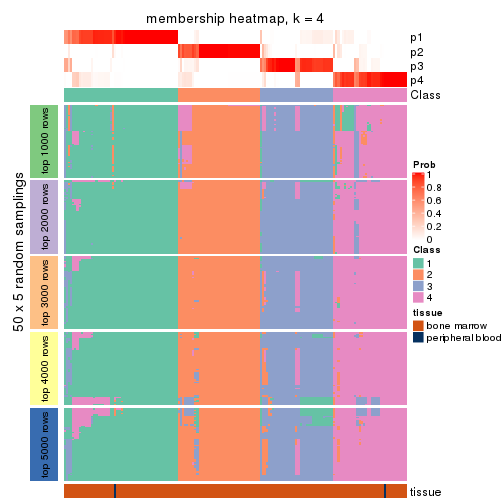 membership heatmap, k = 4
p1
p2
p3
p4
Class
50 x 5 random samplings
top 1000 rows
top 2000 rows
top 3000 rows
top 4000 rows
top 5000 rows
Prob
1
0.8
0.6
0.4
0.2
0
Class
1
2
3
4
tissue
bone marrow
peripheral blood
tissue